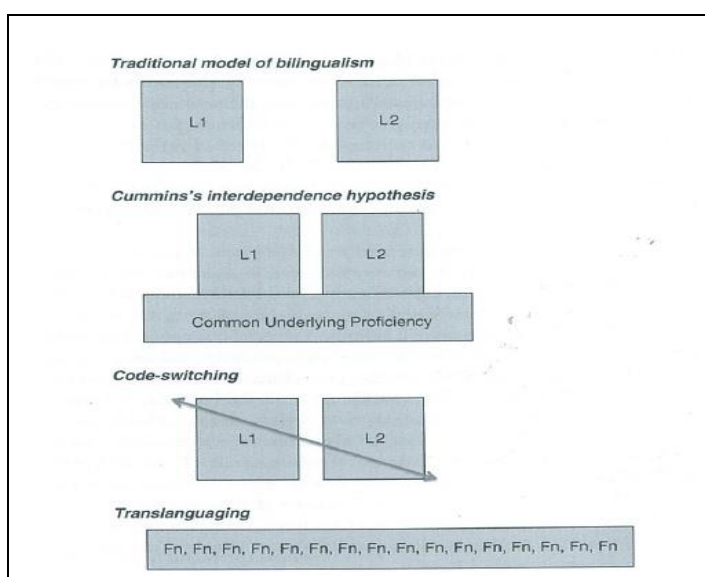 Traditional model of bilingualism
L1 L2
Cummins's interdependence hypothesis
L1 L2
Common Underlying Proficiency
Code-switching
L1 L2
Translanguaging
Fn, Fn, Fn, Fn, Fn, Fn, Fn, Fn, Fn, Fn, Fn, Fn, Fn, Fn, Fn, Fn